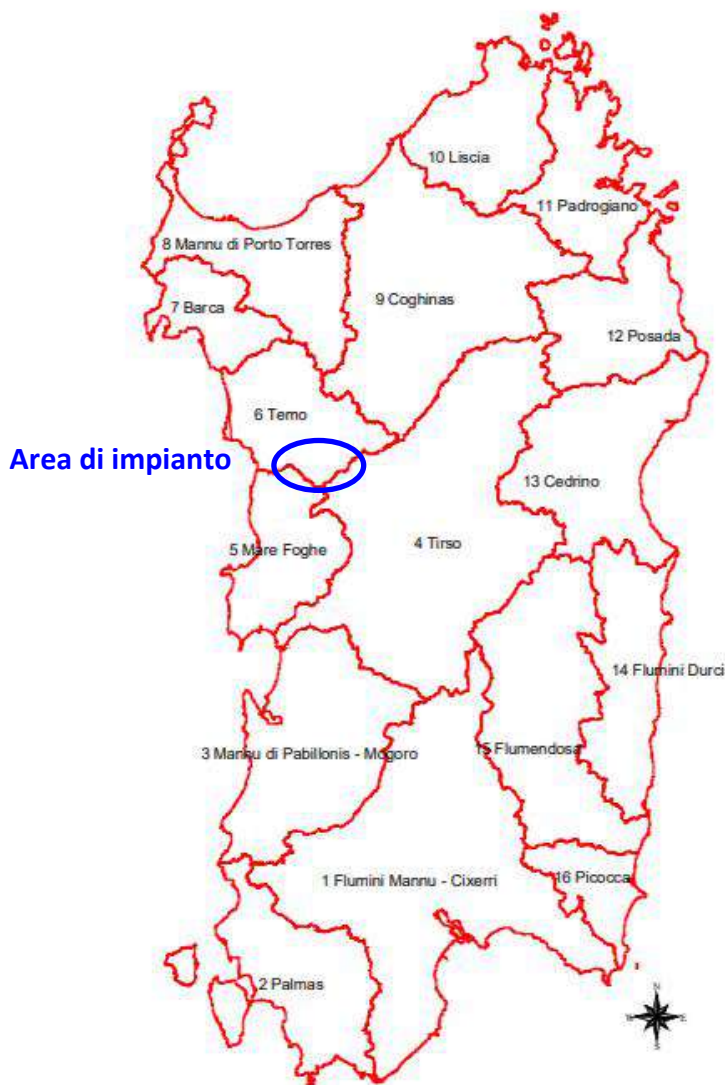 10 Liscia
11 Padrogiano
8 Mannu di Porto Torres
9 Coghinas
7 Barca
12 Posada
6 Temo
Area di impianto
13 Cedrino
4 Tirso
5 Mare Foghe
14 Flumini Durci
15 Flumendosa
3 Mannu di Pabillonis - Mogoro
16 Picocca
1 Flumini Mannu - Cixerri
2 Palmas
N
W
E
S